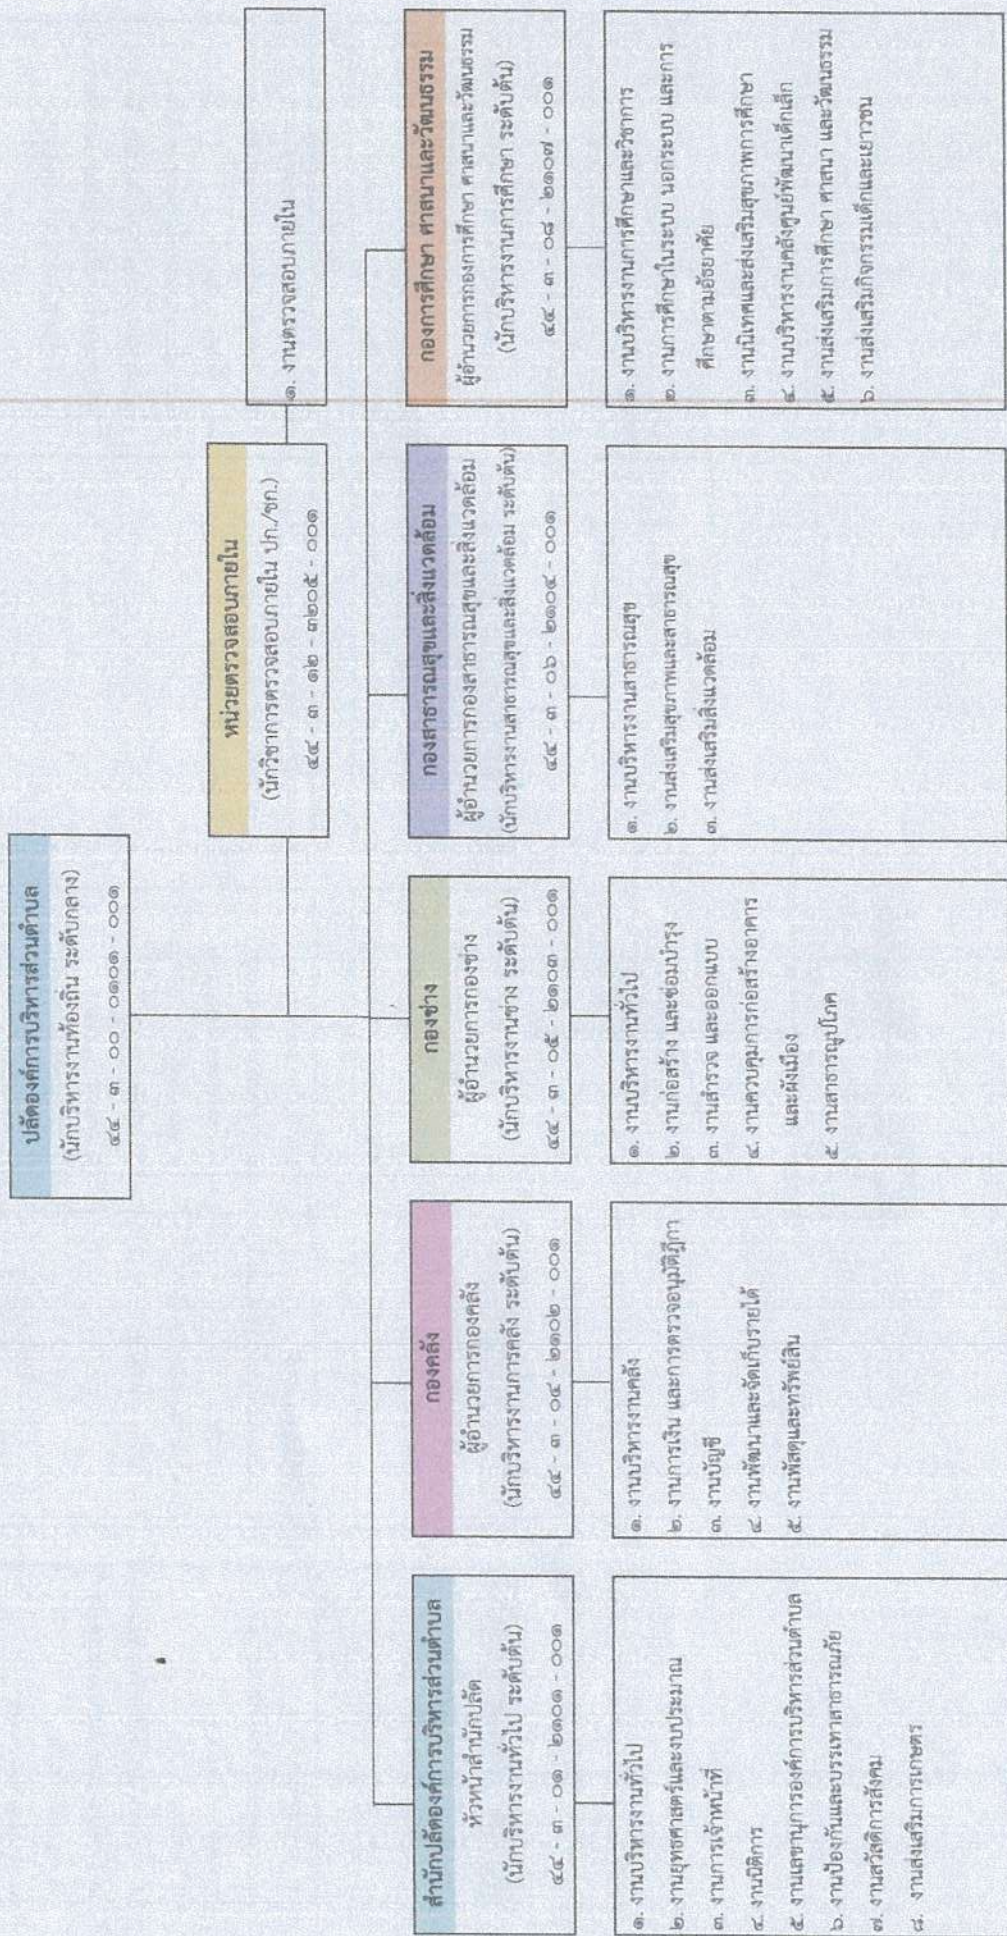 ปลัดองค์การบริหารส่วนตำบล
(นักบริหารงานท้องถิ่น ระดับกลาง)
๔๔ - ๓ - ๐๐ - ๑๑๐๑ - ๐๐๑
หน่วยตรวจสอบภายใน
(นักวิชาการตรวจสอบภายใน ปก./ชก.)
๔๔ - ๓ - ๑๒ - ๓๒๐๕ - ๐๐๑
๑. งานตรวจสอบภายใน
สำนักปลัดองค์การบริหารส่วนตำบล
หัวหน้าสำนักปลัด
(นักบริหารงานทั่วไป ระดับต้น)
๔๔ - ๓ - ๐๑ - ๒๑๐๑ - ๐๐๑
๑. งานบริหารงานทั่วไป
๒. งานยุทธศาสตร์และงบประมาณ
๓. งานการเจ้าหน้าที่
๔. งานนิติการ
๕. งานเลขานุการองค์การบริหารส่วนตำบล
๖. งานป้องกันและบรรเทาสาธารณภัย
๗. งานสวัสดิการสังคม
๘. งานส่งเสริมการเกษตร
กองคลัง
ผู้อำนวยการกองคลัง
(นักบริหารงานการคลัง ระดับต้น)
๔๔ - ๓ - ๐๔ - ๒๑๐๒ - ๐๐๑
๑. งานบริหารงานคลัง
๒. งานการเงิน และการตรวจอนุมัติฎีกา
๓. งานบัญชี
๔. งานพัฒนาและจัดเก็บรายได้
๕. งานพัสดุและทรัพย์สิน
กองช่าง
ผู้อำนวยการกองช่าง
(นักบริหารงานช่าง ระดับต้น)
๔๔ - ๓ - ๐๕ - ๒๑๐๓ - ๐๐๑
๑. งานบริหารงานทั่วไป
๒. งานก่อสร้าง และซ่อมบำรุง
๓. งานสำรวจ และออกแบบ
๔. งานควบคุมการก่อสร้างอาคาร
และผังเมือง
๕. งานสาธารณูปโภค
กองสาธารณสุขและสิ่งแวดล้อม
ผู้อำนวยการกองสาธารณสุขและสิ่งแวดล้อม
(นักบริหารงานสาธารณสุขและสิ่งแวดล้อม ระดับต้น)
๔๔ - ๓ - ๐๖ - ๒๑๐๔ - ๐๐๑
๑. งานบริหารงานสาธารณสุข
๒. งานส่งเสริมสุขภาพและสาธารณสุข
๓. งานส่งเสริมสิ่งแวดล้อม
กองการศึกษา ศาสนาและวัฒนธรรม
ผู้อำนวยการกองการศึกษา ศาสนาและวัฒนธรรม
(นักบริหารงานการศึกษา ระดับต้น)
๔๔ - ๓ - ๐๘ - ๒๑๐๗ - ๐๐๑
๑. งานบริหารงานการศึกษาและวิชาการ
๒. งานการศึกษาในระบบ นอกระบบ และการ
ศึกษาตามอัธยาศัย
๓. งานนิเทศและส่งเสริมสุขภาพการศึกษา
๔. งานบริหารงานคลังศูนย์พัฒนาเด็กเล็ก
๕. งานส่งเสริมการศึกษา ศาสนา และวัฒนธรรม
๖. งานส่งเสริมกิจกรรมเด็กและเยาวชน